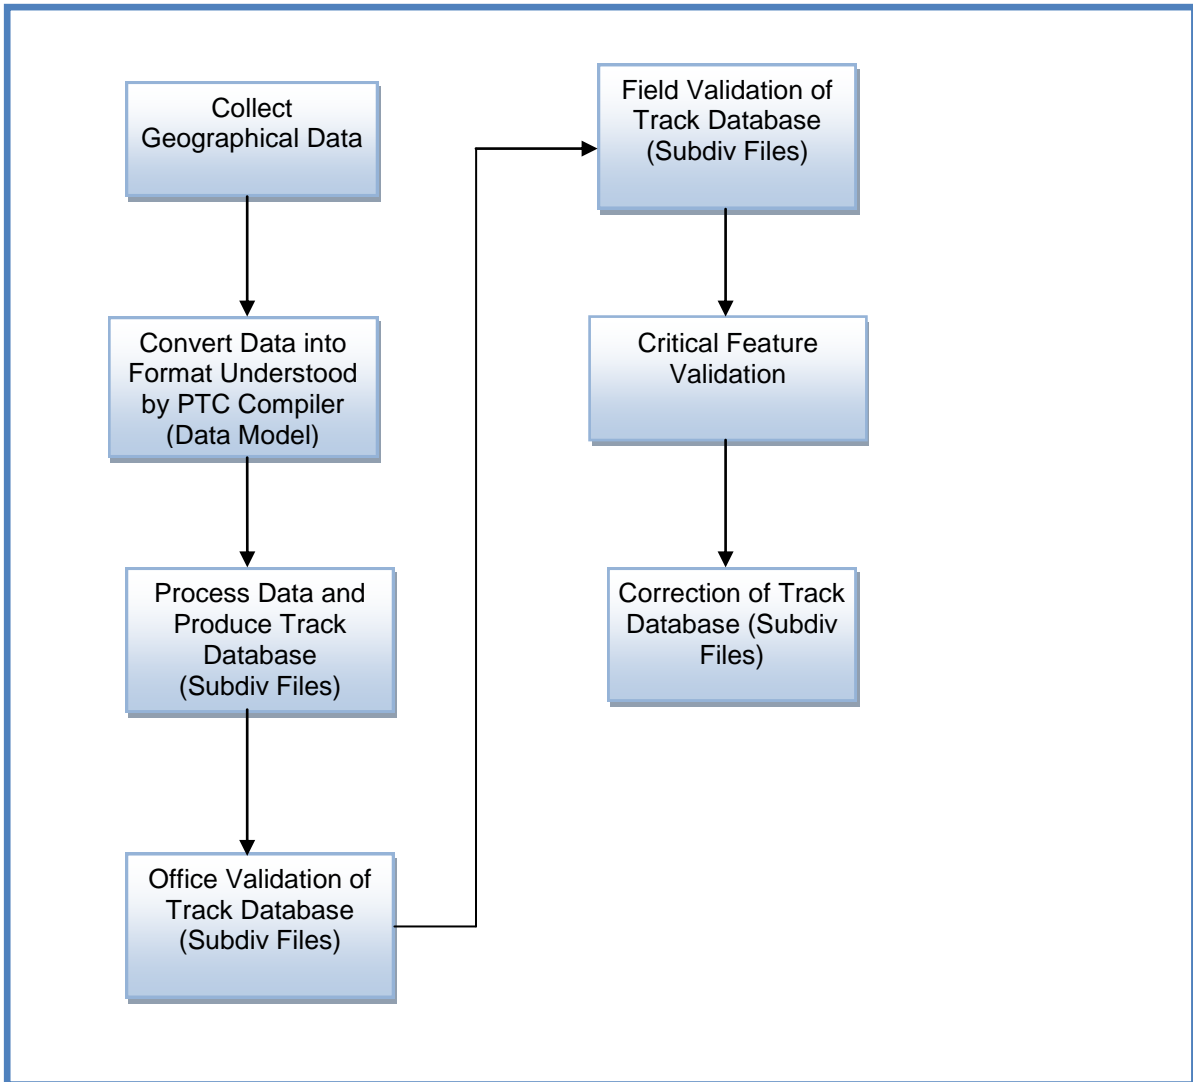 Collect
Geographical Data
Convert Data into
Format Understood
by PTC Compiler
(Data Model)
Process Data and
Produce Track
Database
(Subdiv Files)
Office Validation of
Track Database
(Subdiv Files)
Field Validation of
Track Database
(Subdiv Files)
Critical Feature
Validation
Correction of Track
Database (Subdiv
Files)